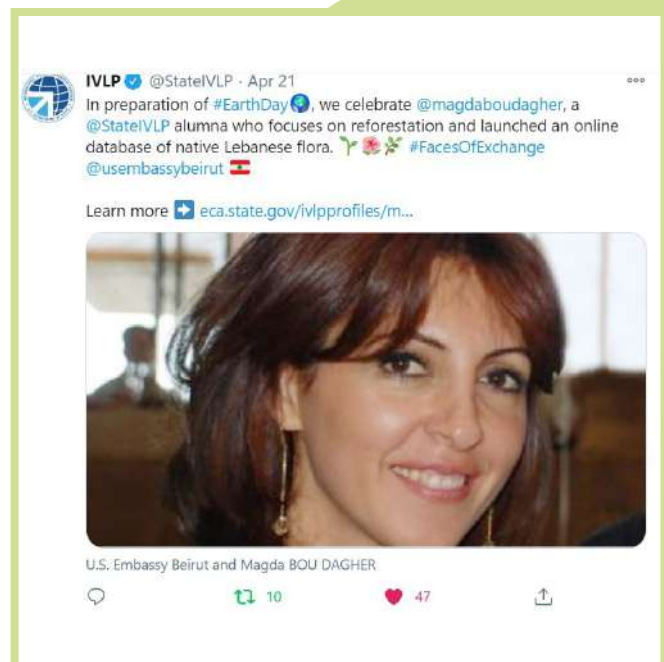 IVLP @StateIVLP · Apr 21
In preparation of #EarthDay🌎, we celebrate @magdaboudagher, a
@StateIVLP alumna who focuses on reforestation and launched an online
database of native Lebanese flora. 🌱🌺🌿 #FacesOfExchange
@usembassybeirut 🇱🇧
Learn more ➡️ eca.state.gov/ivlpprofiles/m...
U.S. Embassy Beirut and Magda BOU DAGHER
10 47